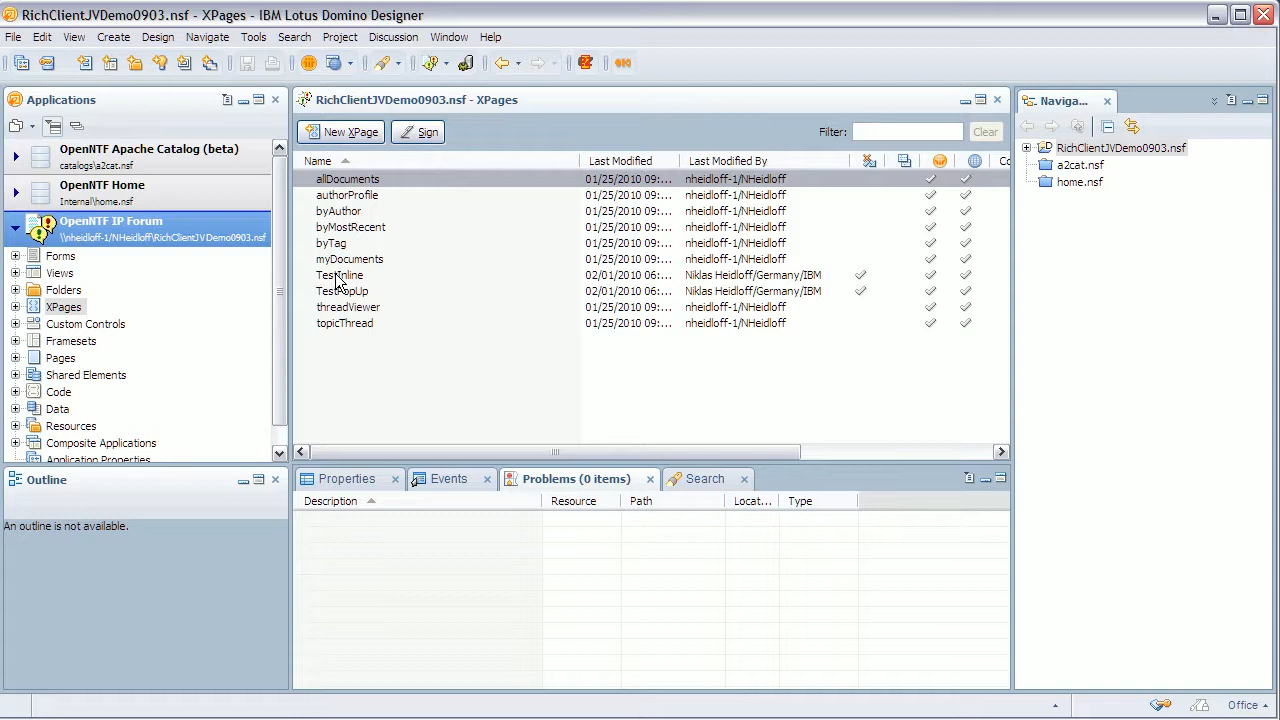 RichClientJVDemo0903.nsf - XPages - IBM Lotus Domino Designer
File Edit View Create Design Navigate Tools Search Project Discussion Window Help
Applications
OpenNTF Apache Catalog (beta)
catalogs\a2cat.nsf
OpenNTF Home
Internal\home.nsf
OpenNTF IP Forum
\\nheidloff-1/NHeidloff\RichClientJVDemo0903.nsf
Forms
Views
Folders
XPages
Custom Controls
Framesets
Pages
Shared Elements
Code
Data
Resources
Composite Applications
Application Properties
Outline
An outline is not available.
RichClientJVDemo0903.nsf - XPages
New XPage Sign Filter: Clear
Name Last Modified Last Modified By Co
allDocuments 01/25/2010 09:... nheidloff-1/NHeidloff
authorProfile 01/25/2010 09:... nheidloff-1/NHeidloff
byAuthor 01/25/2010 09:... nheidloff-1/NHeidloff
byMostRecent 01/25/2010 09:... nheidloff-1/NHeidloff
byTag 01/25/2010 09:... nheidloff-1/NHeidloff
myDocuments 01/25/2010 09:... nheidloff-1/NHeidloff
TestInline 02/01/2010 06:... Niklas Heidloff/Germany/IBM
TestPopUp 02/01/2010 06:... Niklas Heidloff/Germany/IBM
threadViewer 01/25/2010 09:... nheidloff-1/NHeidloff
topicThread 01/25/2010 09:... nheidloff-1/NHeidloff
Properties Events Problems (0 items) Search
Description Resource Path Locat... Type
Naviga...
RichClientJVDemo0903.nsf
a2cat.nsf
home.nsf
Office